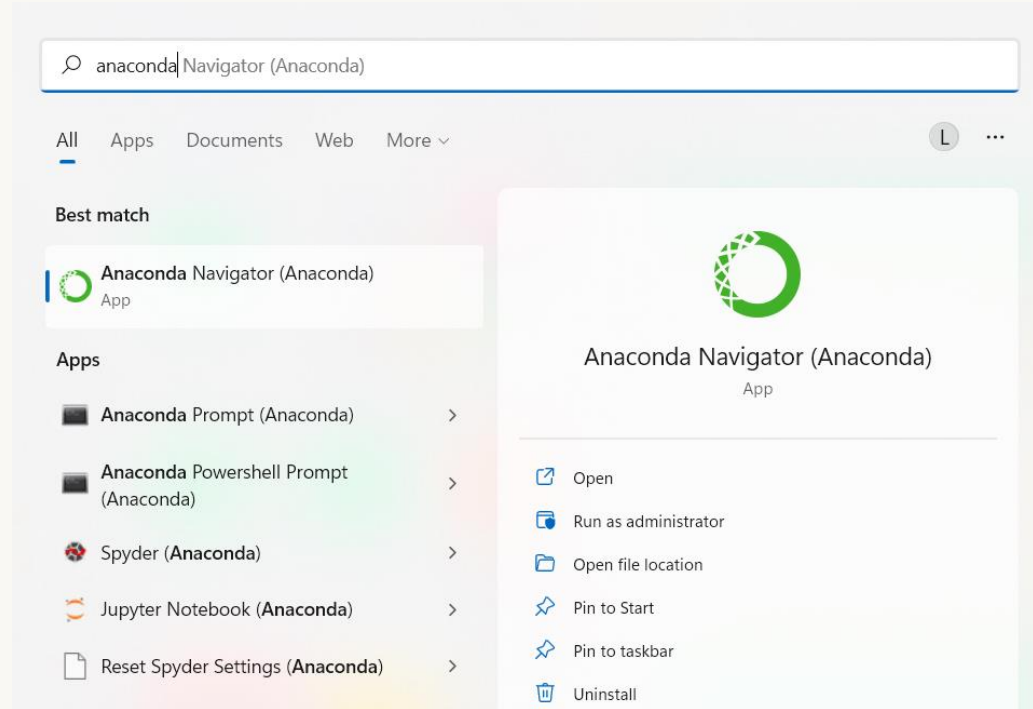 anaconda Navigator (Anaconda)
All Apps Documents Web More
L
Best match
Anaconda Navigator (Anaconda)
App
Apps
Anaconda Prompt (Anaconda)
Anaconda Powershell Prompt
(Anaconda)
Spyder (Anaconda)
Jupyter Notebook (Anaconda)
Reset Spyder Settings (Anaconda)
Anaconda Navigator (Anaconda)
App
Open
Run as administrator
Open file location
Pin to Start
Pin to taskbar
Uninstall